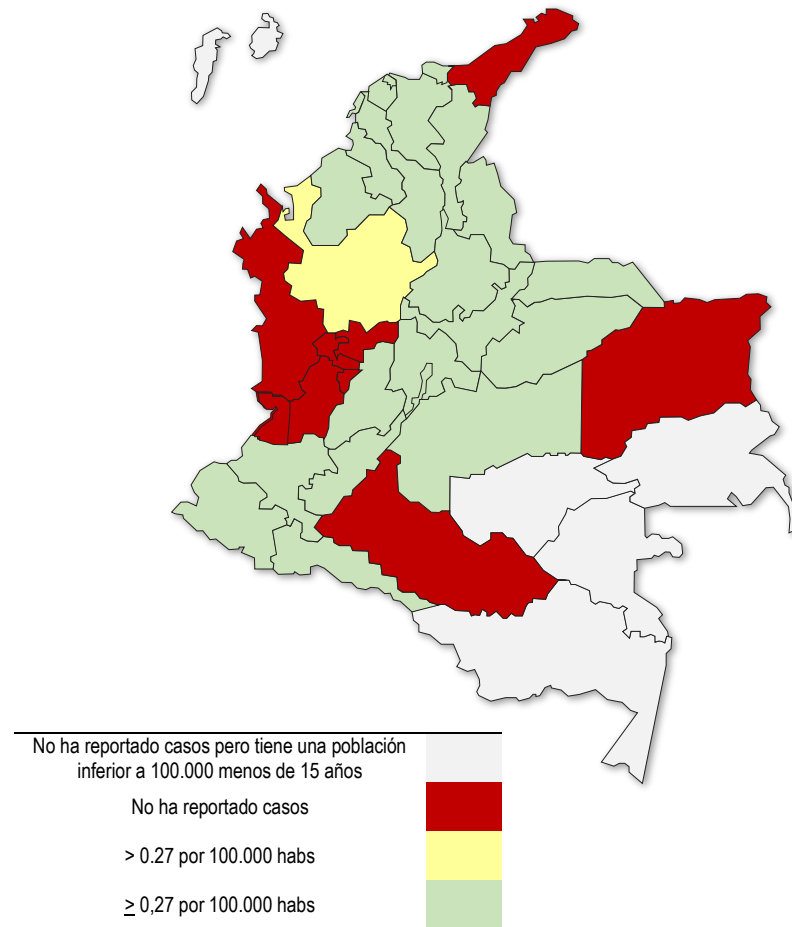 No ha reportado casos pero tiene una población
inferior a 100.000 menos de 15 años
No ha reportado casos
> 0.27 por 100.000 habs
≥ 0,27 por 100.000 habs